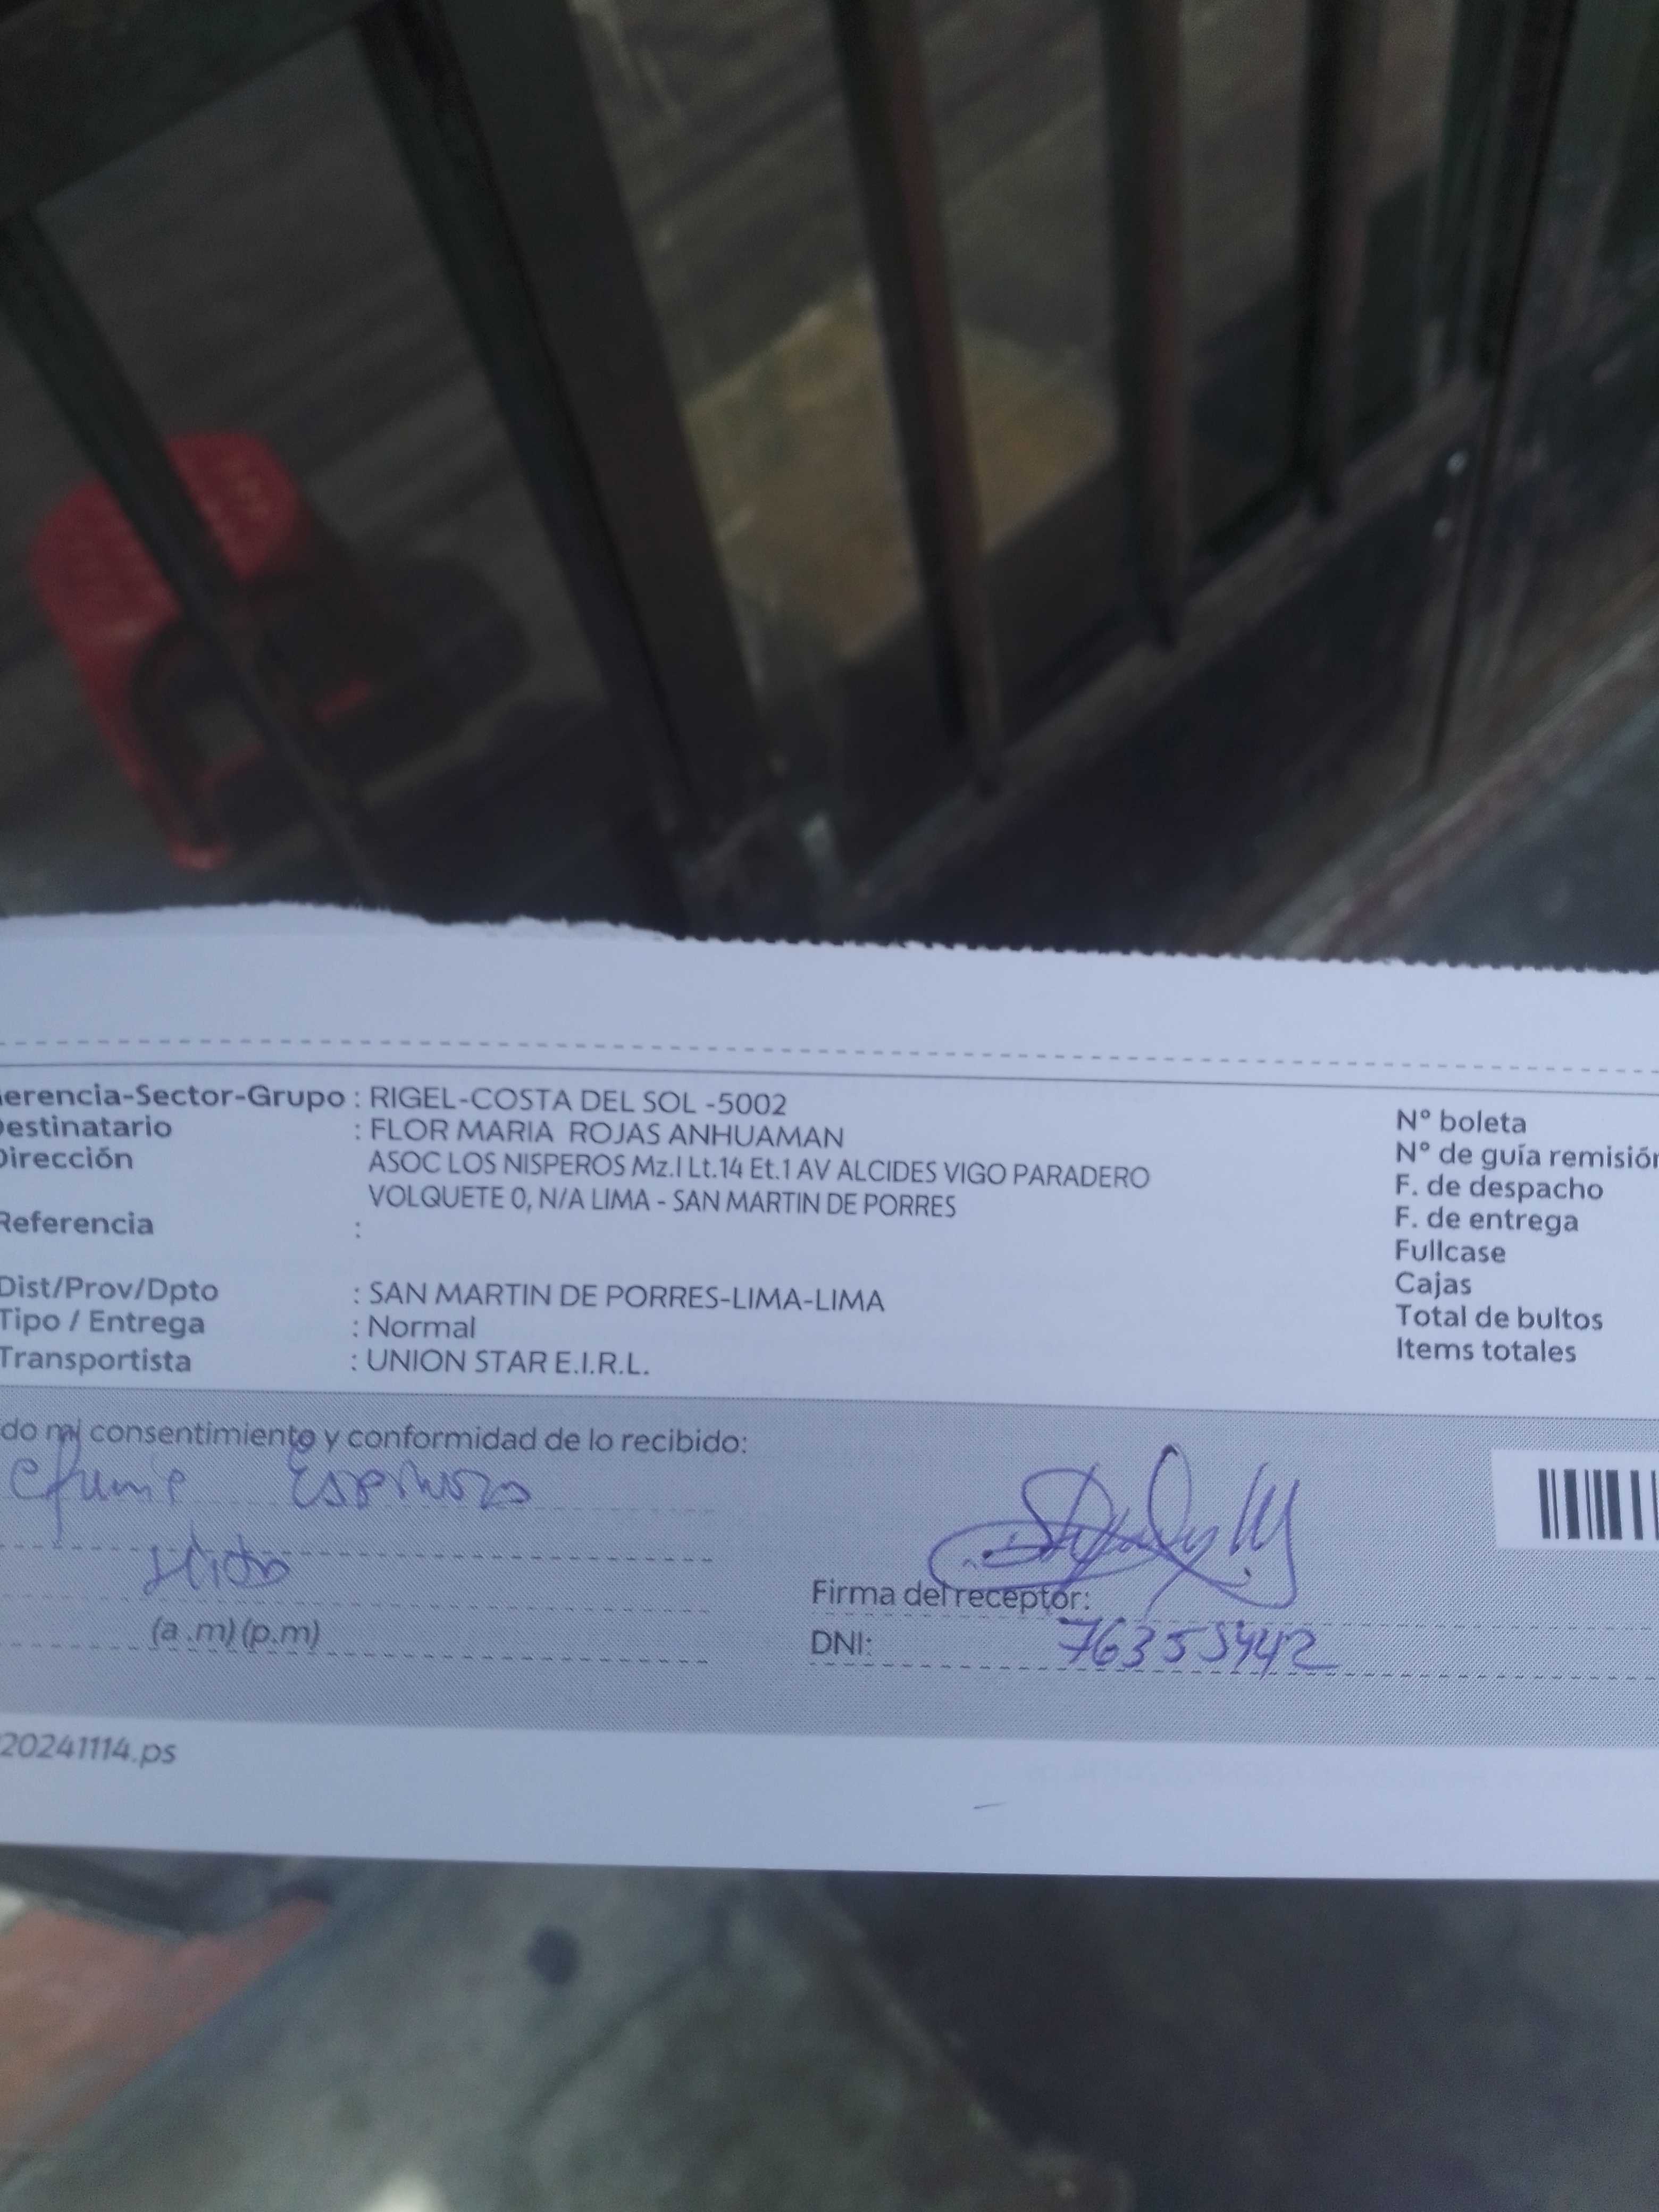 erencia-Sector-Grupo : RIGEL-COSTA DEL SOL -5002
Destinatario : FLOR MARIA ROJAS ANHUAMAN
Dirección ASOC LOS NISPEROS Mz.I Lt.14 Et.1 AV ALCIDES VIGO PARADERO
VOLQUETE 0, N/A LIMA - SAN MARTIN DE PORRES
Referencia :
Dist/Prov/Dpto : SAN MARTIN DE PORRES-LIMA-LIMA
Tipo / Entrega : Normal
Transportista : UNION STAR E.I.R.L.
N° boleta
N° de guía remisión
F. de despacho
F. de entrega
Fullcase
Cajas
Total de bultos
Items totales
do mi consentimiento y conformidad de lo recibido:
(a.m)(p.m)
Firma del receptor:
DNI: 76355442
20241114.ps